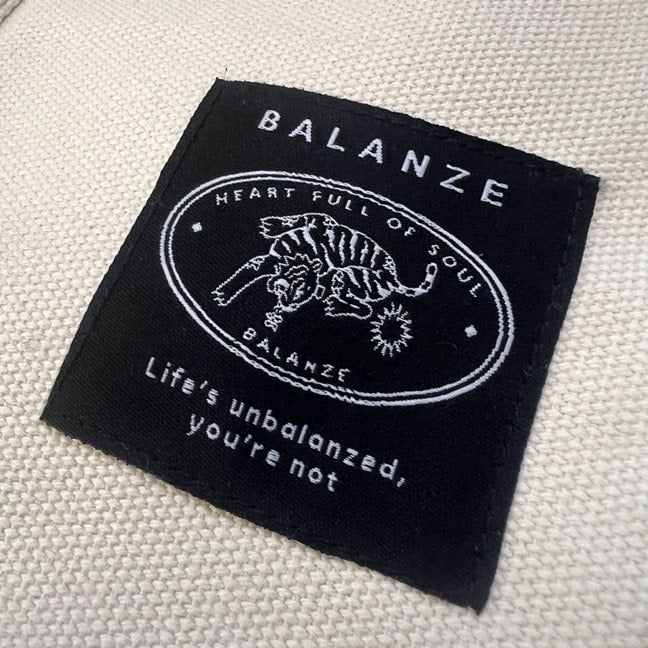 BALANZE
HEART FULL OF SOUL
BALANZE
Life's unbalanzed,
you're not